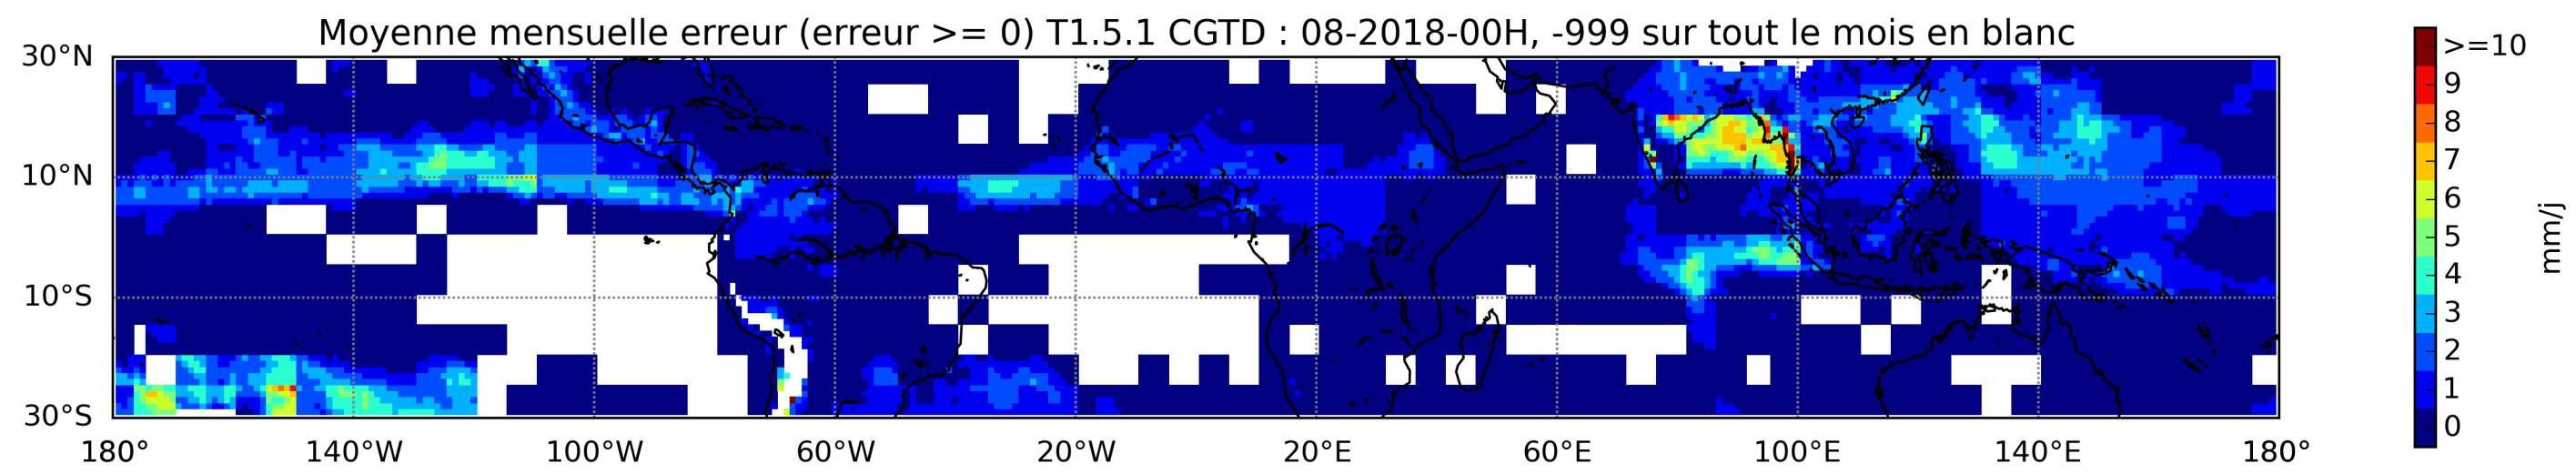 Moyenne mensuelle erreur (erreur >= 0) T1.5.1 CGTD : 08-2018-00H, -999 sur tout le mois en blanc
30°N
10°N
10°S
30°S
180°
140°W
100°W
60°W
20°W
20°E
60°E
100°E
140°E
180°
>=10
9
8
7
6
5
4
3
2
1
0
mm/j